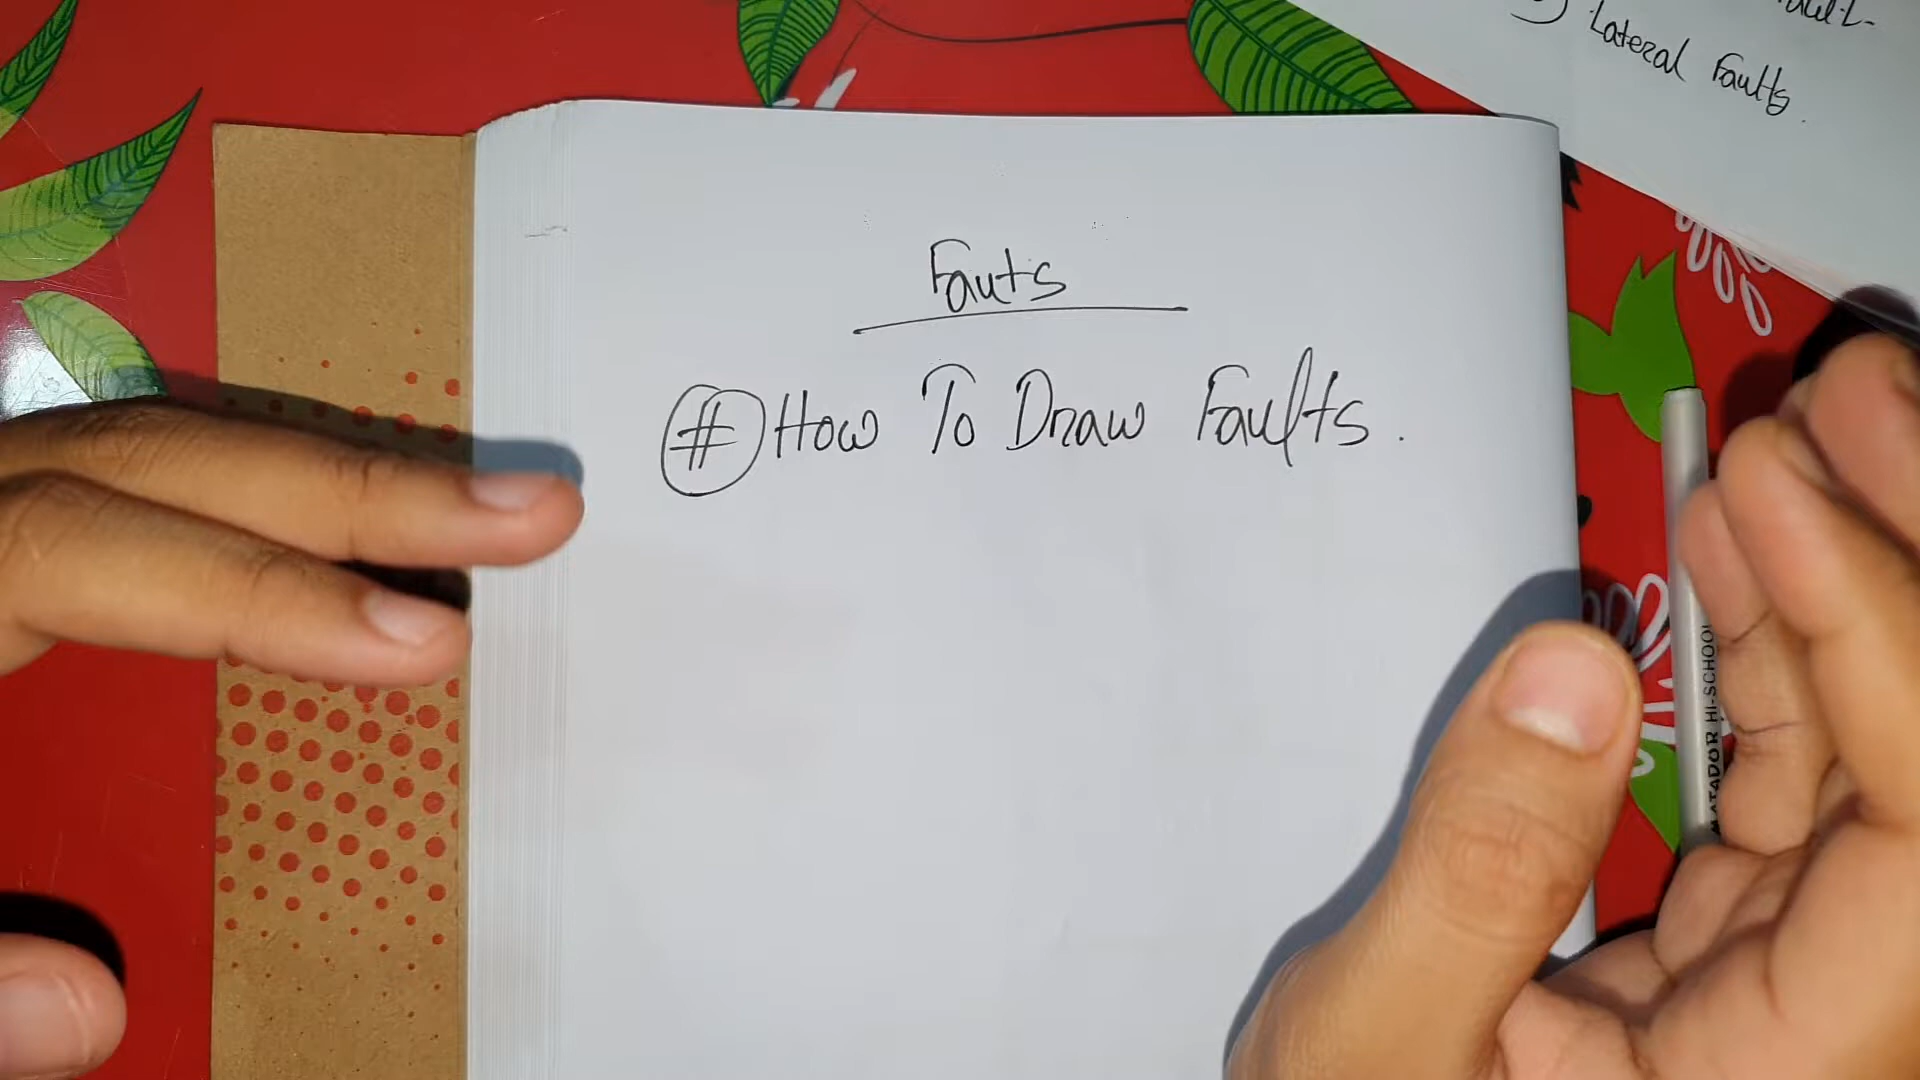 Fauts
# How To Draw Faults.
Lateral Faults.
MATADOR HI-SCHOOL